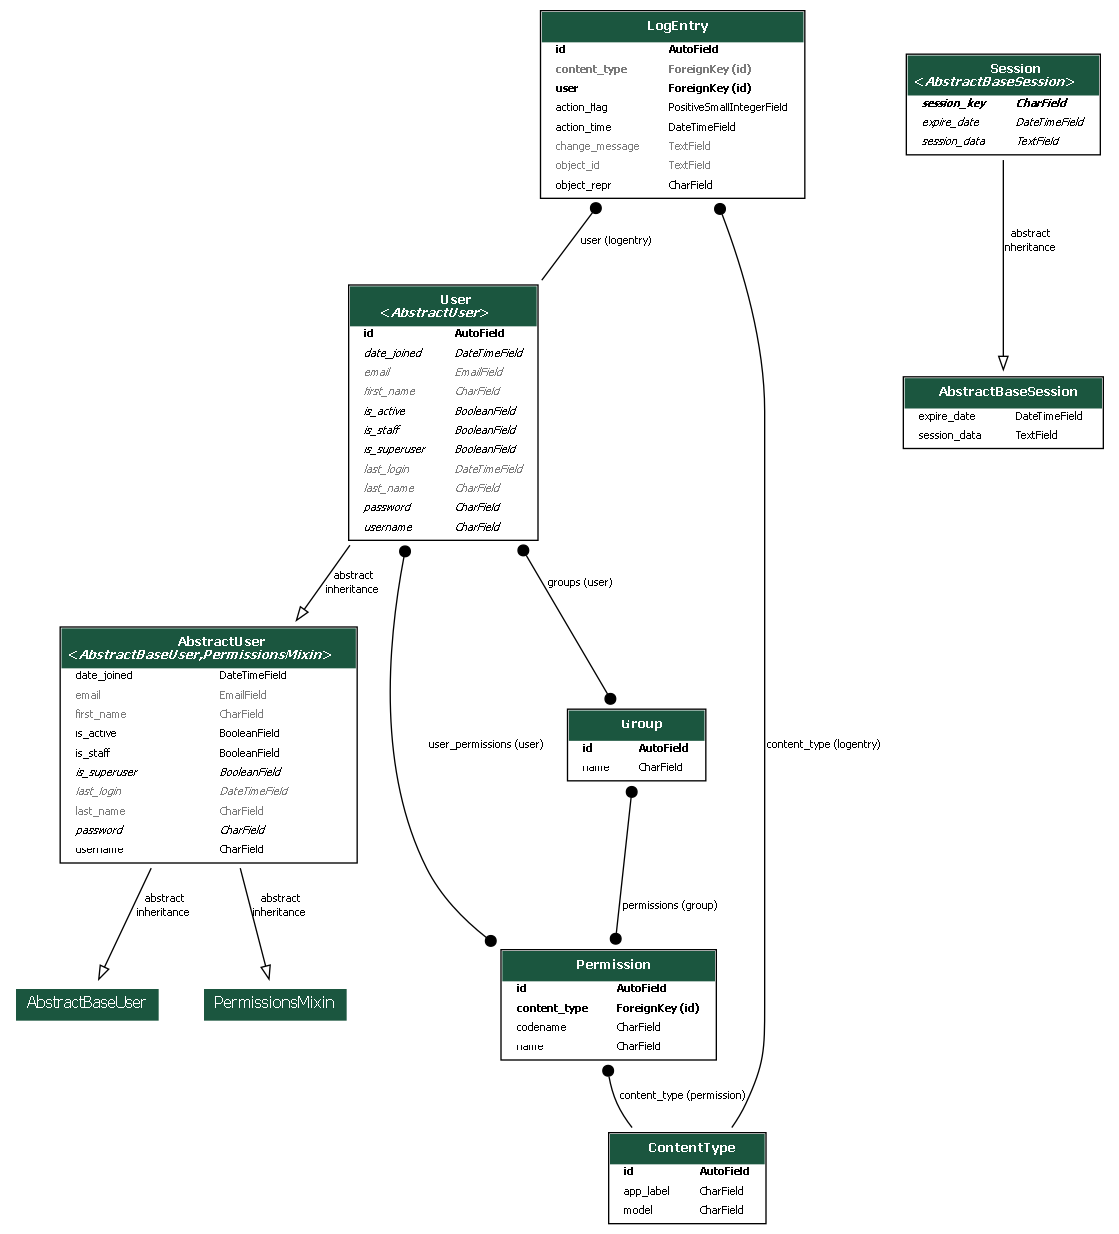 LogEntry
id AutoField
content_type ForeignKey (id)
user ForeignKey (id)
action_flag PositiveSmallIntegerField
action_time DateTimeField
change_message TextField
object_id TextField
object_repr CharField
Session
<AbstractBaseSession>
session_key CharField
expire_date DateTimeField
session_data TextField
user (logentry)
abstract
inheritance
User
<AbstractUser>
id AutoField
date_joined DateTimeField
email EmailField
first_name CharField
is_active BooleanField
is_staff BooleanField
is_superuser BooleanField
last_login DateTimeField
last_name CharField
password CharField
username CharField
AbstractBaseSession
expire_date DateTimeField
session_data TextField
abstract
inheritance
groups (user)
AbstractUser
<AbstractBaseUser,PermissionsMixin>
date_joined DateTimeField
email EmailField
first_name CharField
is_active BooleanField
is_staff BooleanField
is_superuser BooleanField
last_login DateTimeField
last_name CharField
password CharField
username CharField
user_permissions (user)
Group
id AutoField
name CharField
content_type (logentry)
abstract
inheritance
abstract
inheritance
permissions (group)
AbstractBaseUser
PermissionsMixin
Permission
id AutoField
content_type ForeignKey (id)
codename CharField
name CharField
content_type (permission)
ContentType
id AutoField
app_label CharField
model CharField